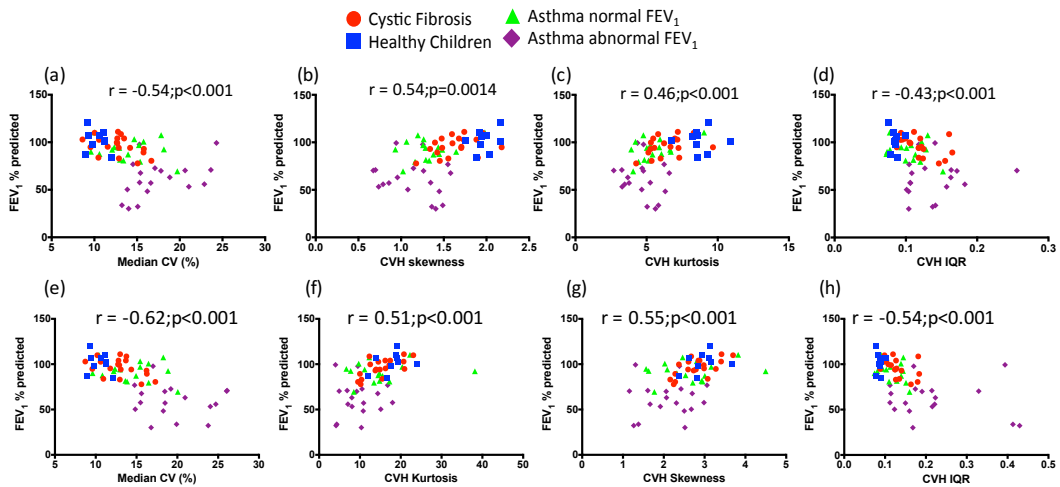 Cystic Fibrosis Asthma normal FEV₁
Healthy Children Asthma abnormal FEV₁
(a) (b) (c) (d)
r = -0.54;p<0.001 r = 0.54;p=0.0014 r = 0.46;p<0.001 r = -0.43;p<0.001
FEV₁ % predicted
150
100
50
0
5 10 15 20 25 30
Median CV (%)
FEV₁ % predicted
150
100
50
0
0.0 0.5 1.0 1.5 2.0 2.5
CVH skewness
FEV₁ % predicted
150
100
50
0
0 5 10 15
CVH kurtosis
FEV₁ % predicted
150
100
50
0
0.0 0.1 0.2 0.3
CVH IQR
(e) (f) (g) (h)
r = -0.62;p<0.001 r = 0.51;p<0.001 r = 0.55;p<0.001 r = -0.54;p<0.001
FEV₁ % predicted
150
100
50
0
5 10 15 20 25 30
Median CV (%)
FEV₁ % predicted
150
100
50
0
0 10 20 30 40 50
CVH Kurtosis
FEV₁ % predicted
150
100
50
0
0 1 2 3 4 5
CVH Skewness
FEV₁ % predicted
150
100
50
0
0.0 0.1 0.2 0.3 0.4 0.5
CVH IQR